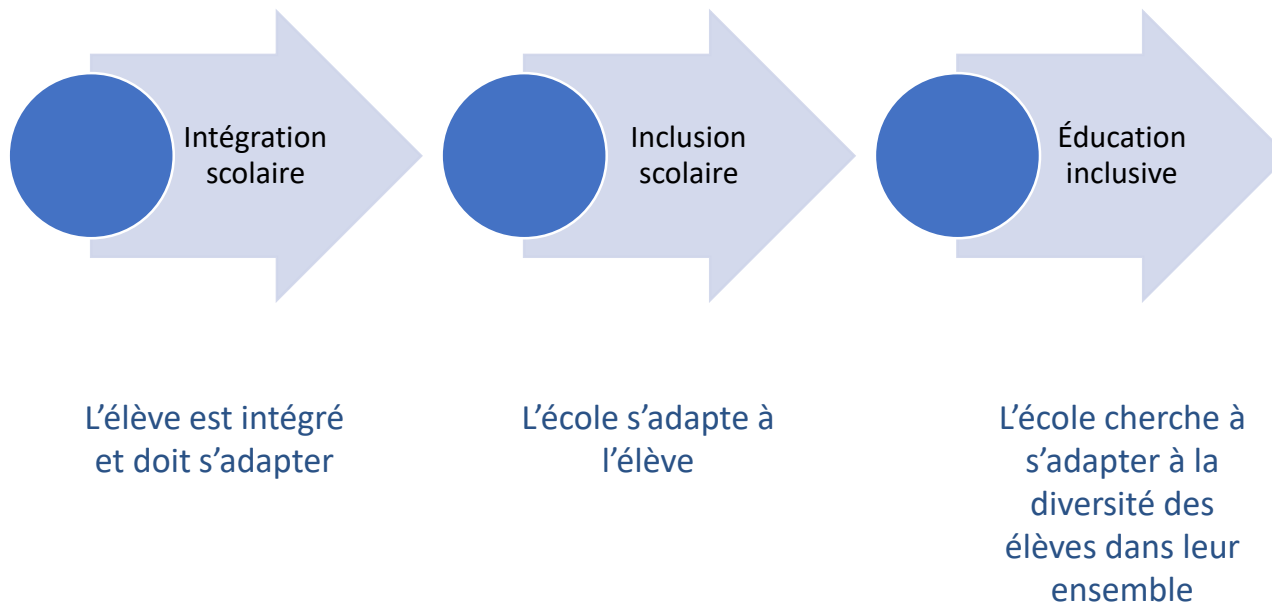 Intégration
scolaire
Inclusion
scolaire
Éducation
inclusive
L’élève est intégré
et doit s’adapter
L’école s’adapte à
l’élève
L’école cherche à
s’adapter à la
diversité des
élèves dans leur
ensemble